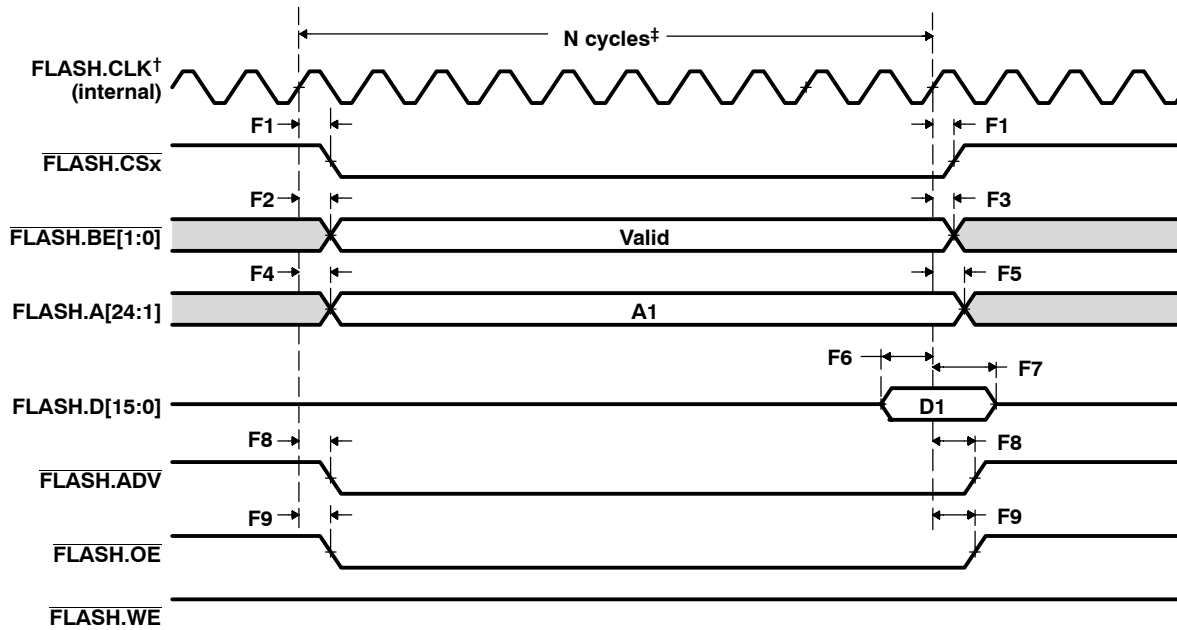 N cycles‡
FLASH.CLK†
(internal)
F1 F1
FLASH.CSx
F2 F3
FLASH.BE[1:0] Valid
F4 F5
FLASH.A[24:1] A1
F6 F7
FLASH.D[15:0] D1
F8 F8
FLASH.ADV
F9 F9
FLASH.OE
FLASH.WE